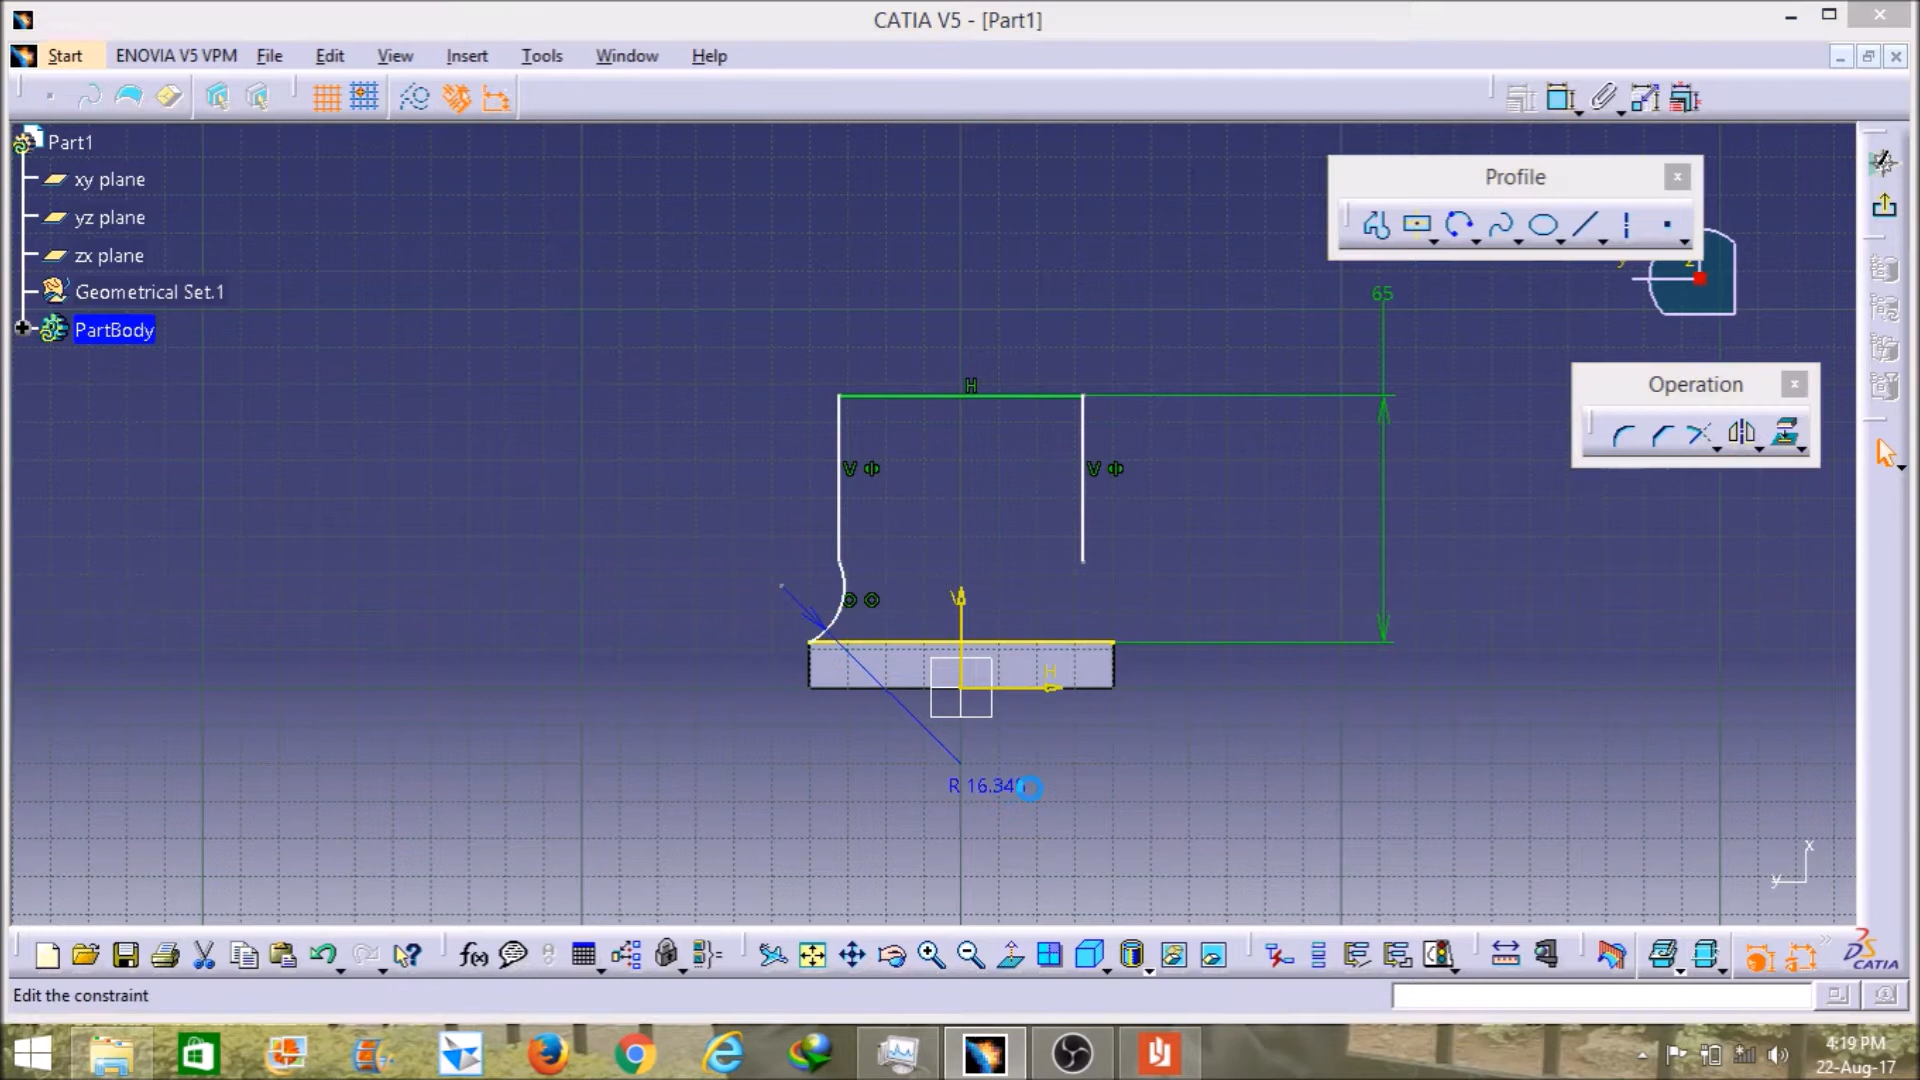 CATIA V5 - [Part1]
Start ENOVIA V5 VPM File Edit View Insert Tools Window Help
Part1
xy plane
yz plane
zx plane
Geometrical Set.1
PartBody
Profile
y z
Operation
65
H
V V
V
H
R 16.34
x
y
f(x)
CATIA
Edit the constraint
4:19 PM
22-Aug-17